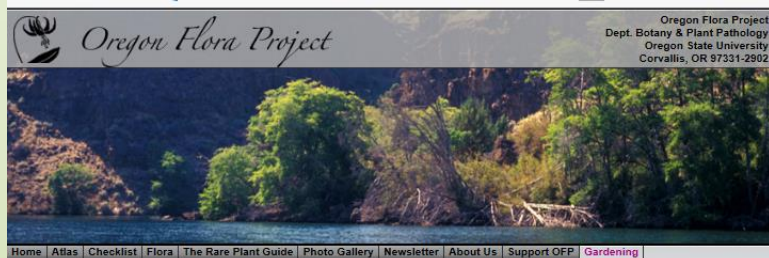 Oregon Flora Project
Oregon Flora Project
Dept. Botany & Plant Pathology
Oregon State University
Corvallis, OR 97331-2902
Home Atlas Checklist Flora The Rare Plant Guide Photo Gallery Newsletter About Us Support OFP Gardening